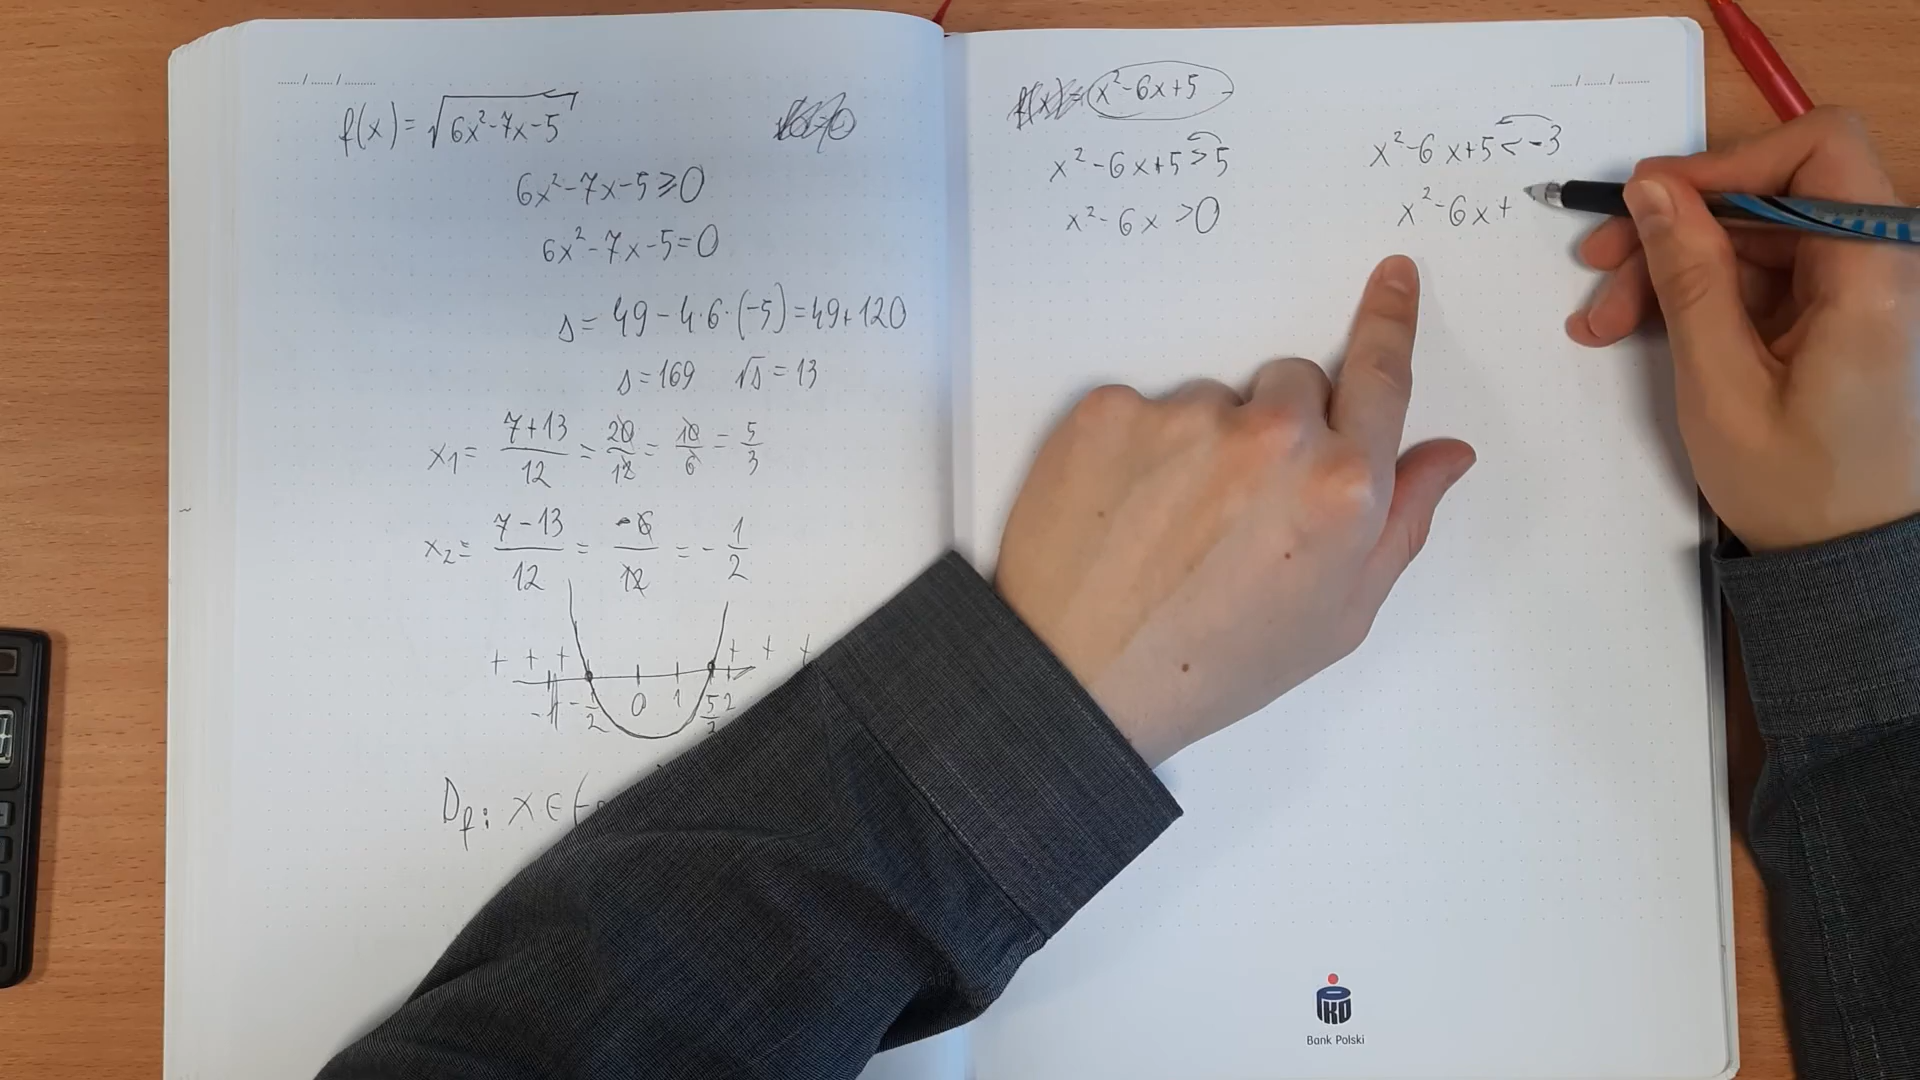 f(x) = √6x²-7x-5
6x²-7x-5 ≥ 0
6x²-7x-5 = 0
Δ = 49 - 4·6·(-5) = 49+120
Δ = 169 √Δ = 13
x₁ = 7+13/12 = 20/12 = 10/6 = 5/3
x₂ = 7-13/12 = -6/12 = -1/2
+ + + + + +
-1/2 0 1 5/3 2
Df: x ∈ (-
x²-6x+5
x²-6x+5 > 5
x²-6x > 0
x²-6x+5 < -3
x²-6x+
PKO
Bank Polski